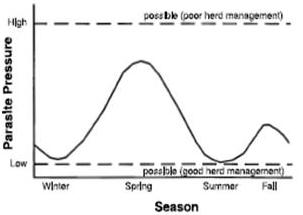 possible (poor herd management)
High
Parasite Pressure
Low
possible (good herd management)
Winter Spring Summer Fall
Season